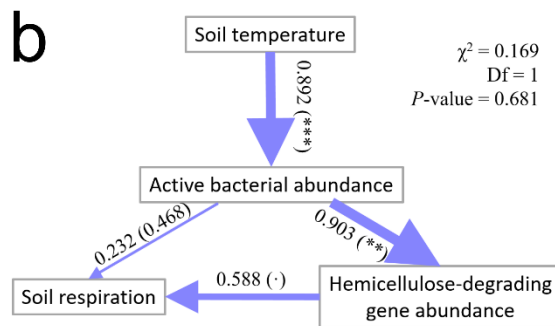 b
Soil temperature
χ² = 0.169
Df = 1
P-value = 0.681
0.892 (***)
Active bacterial abundance
0.232 (0.468)
0.903 (**)
Soil respiration
0.588 (·)
Hemicellulose-degrading
gene abundance